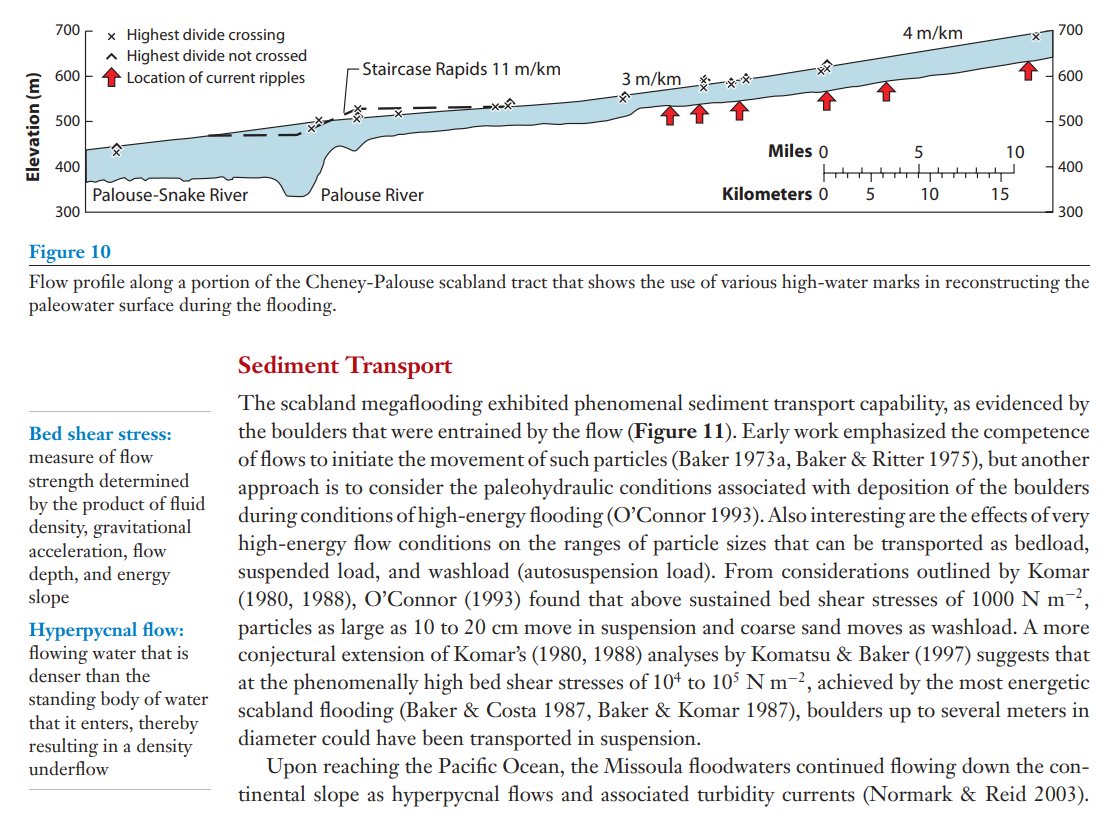 700
600
500
400
300
Elevation (m)
Highest divide crossing
Highest divide not crossed
Location of current ripples
Staircase Rapids 11 m/km
3 m/km
4 m/km
700
600
500
400
300
Miles 0 5 10
Kilometers 0 5 10 15
Palouse-Snake River
Palouse River
Figure 10
Flow profile along a portion of the Cheney-Palouse scabland tract that shows the use of various high-water marks in reconstructing the
paleowater surface during the flooding.
Bed shear stress:
measure of flow
strength determined
by the product of fluid
density, gravitational
acceleration, flow
depth, and energy
slope
Hyperpycnal flow:
flowing water that is
denser than the
standing body of water
that it enters, thereby
resulting in a density
underflow
Sediment Transport
The scabland megaflooding exhibited phenomenal sediment transport capability, as evidenced by
the boulders that were entrained by the flow (Figure 11). Early work emphasized the competence
of flows to initiate the movement of such particles (Baker 1973a, Baker & Ritter 1975), but another
approach is to consider the paleohydraulic conditions associated with deposition of the boulders
during conditions of high-energy flooding (O’Connor 1993). Also interesting are the effects of very
high-energy flow conditions on the ranges of particle sizes that can be transported as bedload,
suspended load, and washload (autosuspension load). From considerations outlined by Komar
(1980, 1988), O’Connor (1993) found that above sustained bed shear stresses of 1000 N m⁻²,
particles as large as 10 to 20 cm move in suspension and coarse sand moves as washload. A more
conjectural extension of Komar’s (1980, 1988) analyses by Komatsu & Baker (1997) suggests that
at the phenomenally high bed shear stresses of 10⁴ to 10⁵ N m⁻², achieved by the most energetic
scabland flooding (Baker & Costa 1987, Baker & Komar 1987), boulders up to several meters in
diameter could have been transported in suspension.
Upon reaching the Pacific Ocean, the Missoula floodwaters continued flowing down the con-
tinental slope as hyperpycnal flows and associated turbidity currents (Normark & Reid 2003).